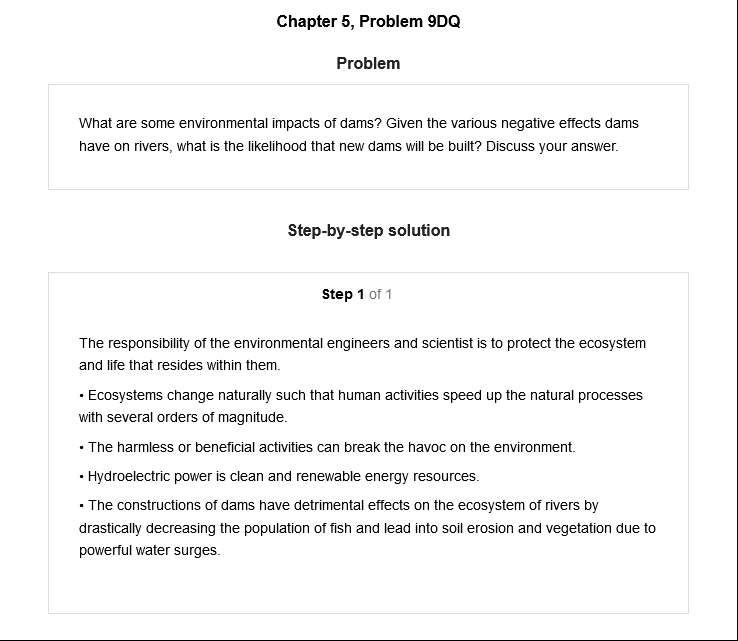 Chapter 5, Problem 9DQ
Problem
What are some environmental impacts of dams? Given the various negative effects dams
have on rivers, what is the likelihood that new dams will be built? Discuss your answer.
Step-by-step solution
Step 1 of 1
The responsibility of the environmental engineers and scientist is to protect the ecosystem
and life that resides within them.
• Ecosystems change naturally such that human activities speed up the natural processes
with several orders of magnitude.
• The harmless or beneficial activities can break the havoc on the environment.
• Hydroelectric power is clean and renewable energy resources.
• The constructions of dams have detrimental effects on the ecosystem of rivers by
drastically decreasing the population of fish and lead into soil erosion and vegetation due to
powerful water surges.